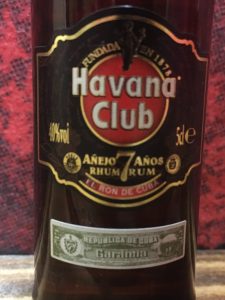 FUNDADA EN 1878
Havana
Club
40%vol
5cl℮
AÑEJO 7 AÑOS
RHUM RUM
EL RON DE CUBA
REPUBLICA DE CUBA
Garantia